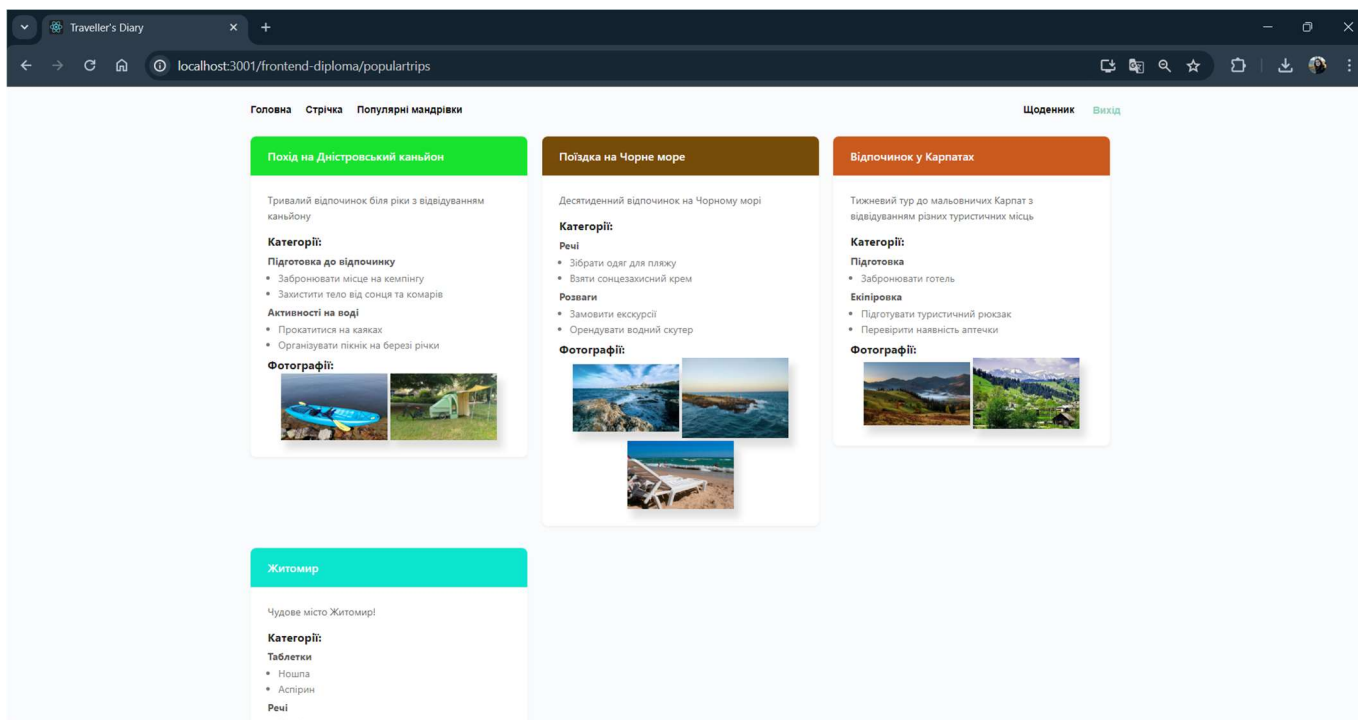 Traveller's Diary
localhost:3001/frontend-diploma/populartrips
Головна Стрічка Популярні мандрівки Щоденник Вихід
Похід на Дністровський каньйон
Тривалий відпочинок біля ріки з відвідуванням
каньйону
Категорії:
Підготовка до відпочинку
Забронювати місце на кемпінгу
Захистити тело від сонця та комарів
Активності на воді
Прокатитися на каяках
Організувати пікнік на березі річки
Фотографії:
Поїздка на Чорне море
Десятиденний відпочинок на Чорному морі
Категорії:
Речі
Зібрати одяг для пляжу
Взяти сонцезахисний крем
Розваги
Замовити екскурсії
Орендувати водний скутер
Фотографії:
Відпочинок у Карпатах
Тижневий тур до мальовничих Карпат з
відвідуванням різних туристичних місць
Категорії:
Підготовка
Забронювати готель
Екіпіровка
Підготувати туристичний рюкзак
Перевірити наявність аптечки
Фотографії:
Житомир
Чудове місто Житомир!
Категорії:
Таблетки
Ношпа
Аспірин
Речі